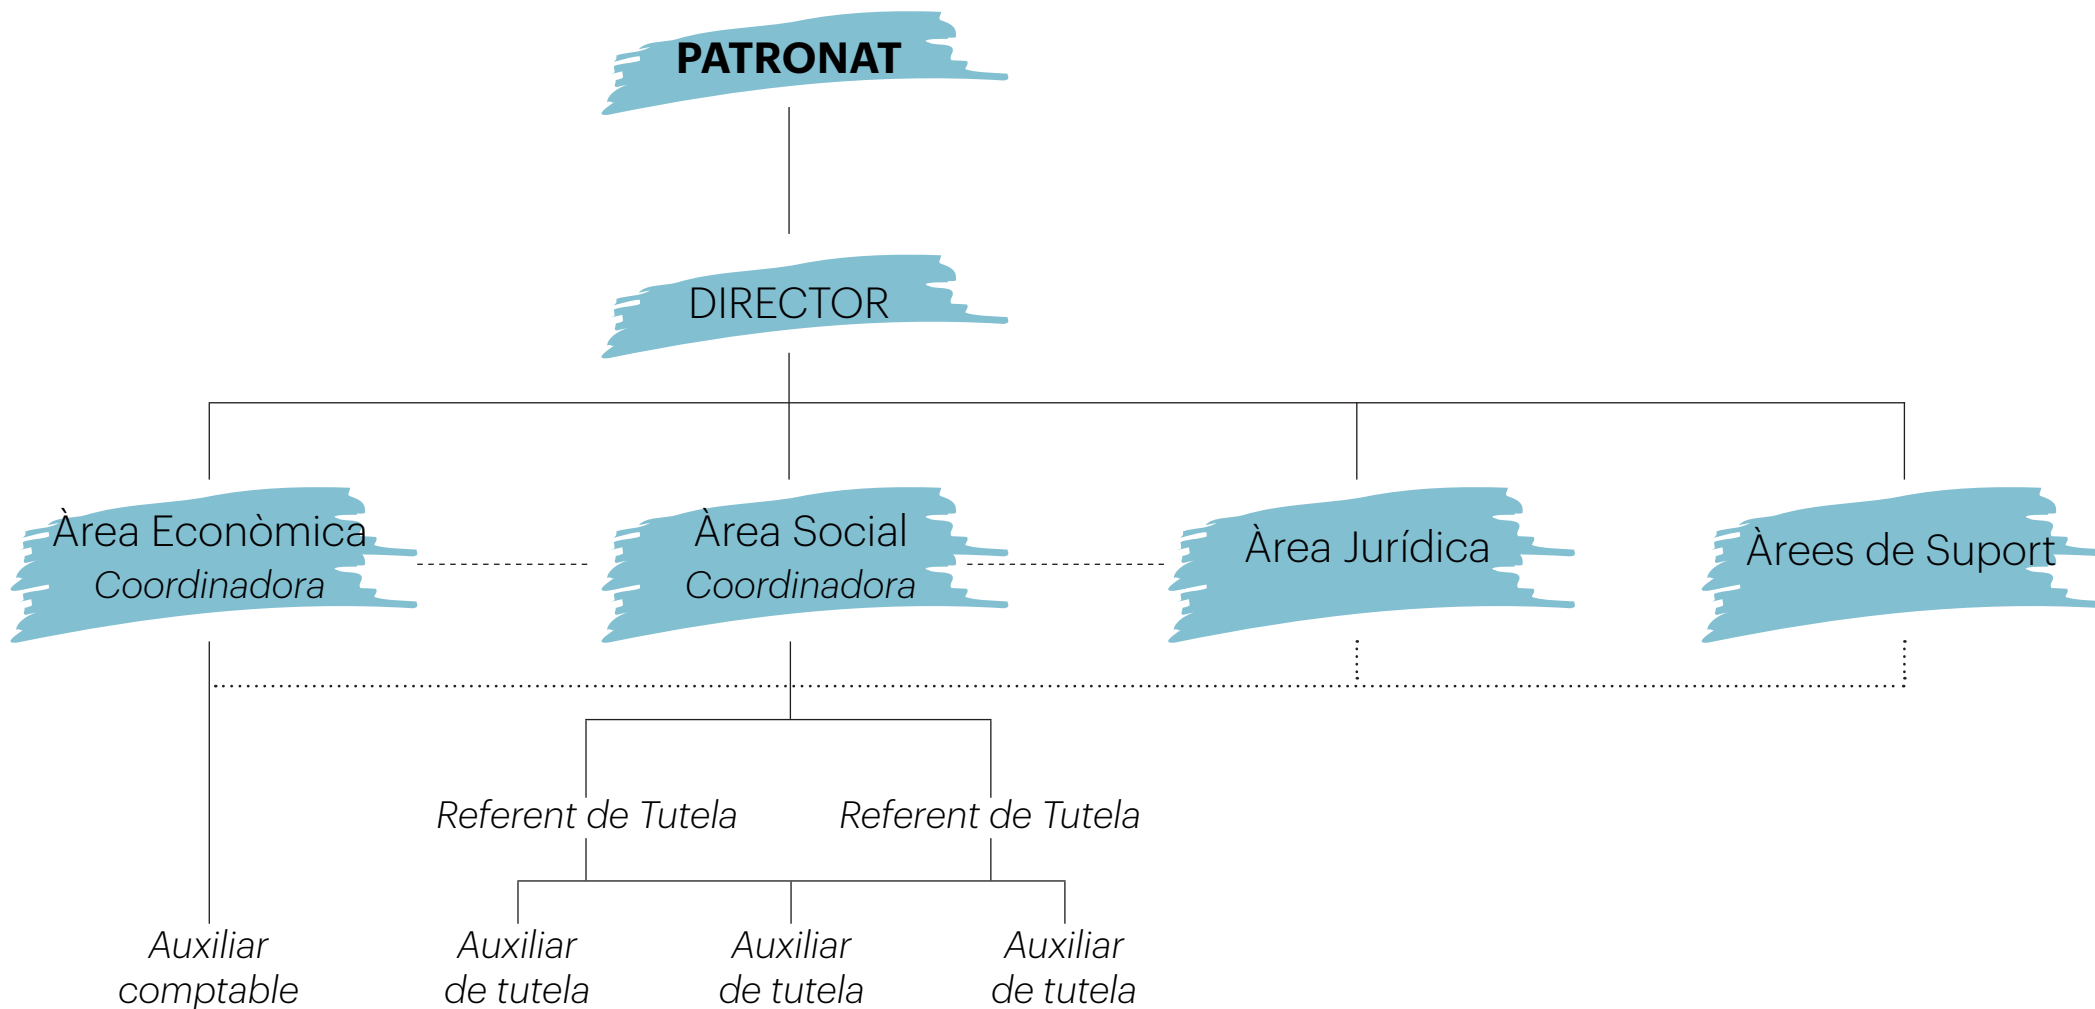 PATRONAT
DIRECTOR
Àrea Econòmica
Coordinadora
Àrea Social
Coordinadora
Àrea Jurídica
Àrees de Suport
Referent de Tutela
Referent de Tutela
Auxiliar
comptable
Auxiliar
de tutela
Auxiliar
de tutela
Auxiliar
de tutela